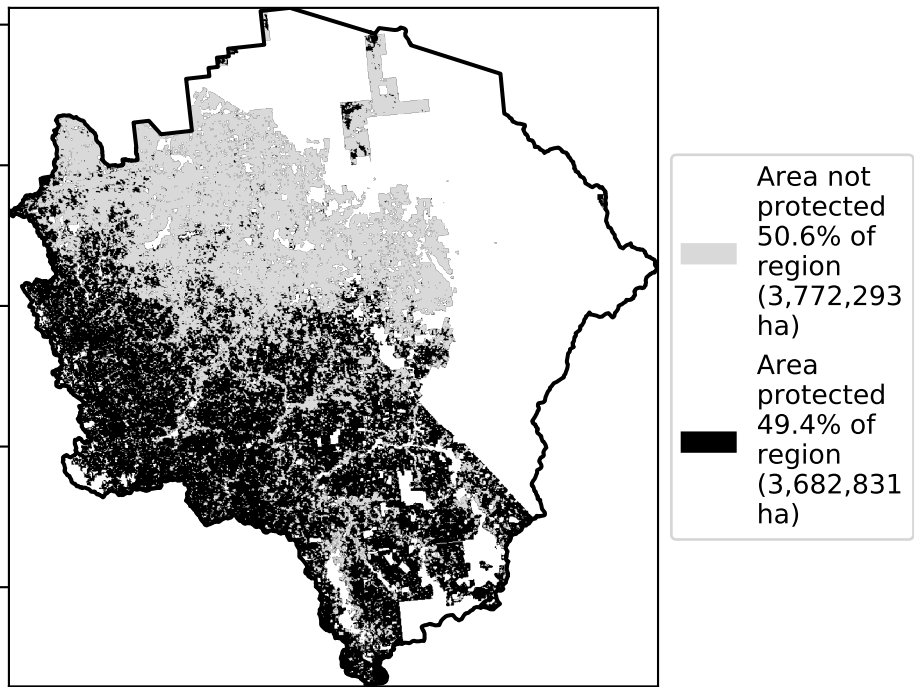 Area not
protected
50.6% of
region
(3,772,293
ha)
Area
protected
49.4% of
region
(3,682,831
ha)